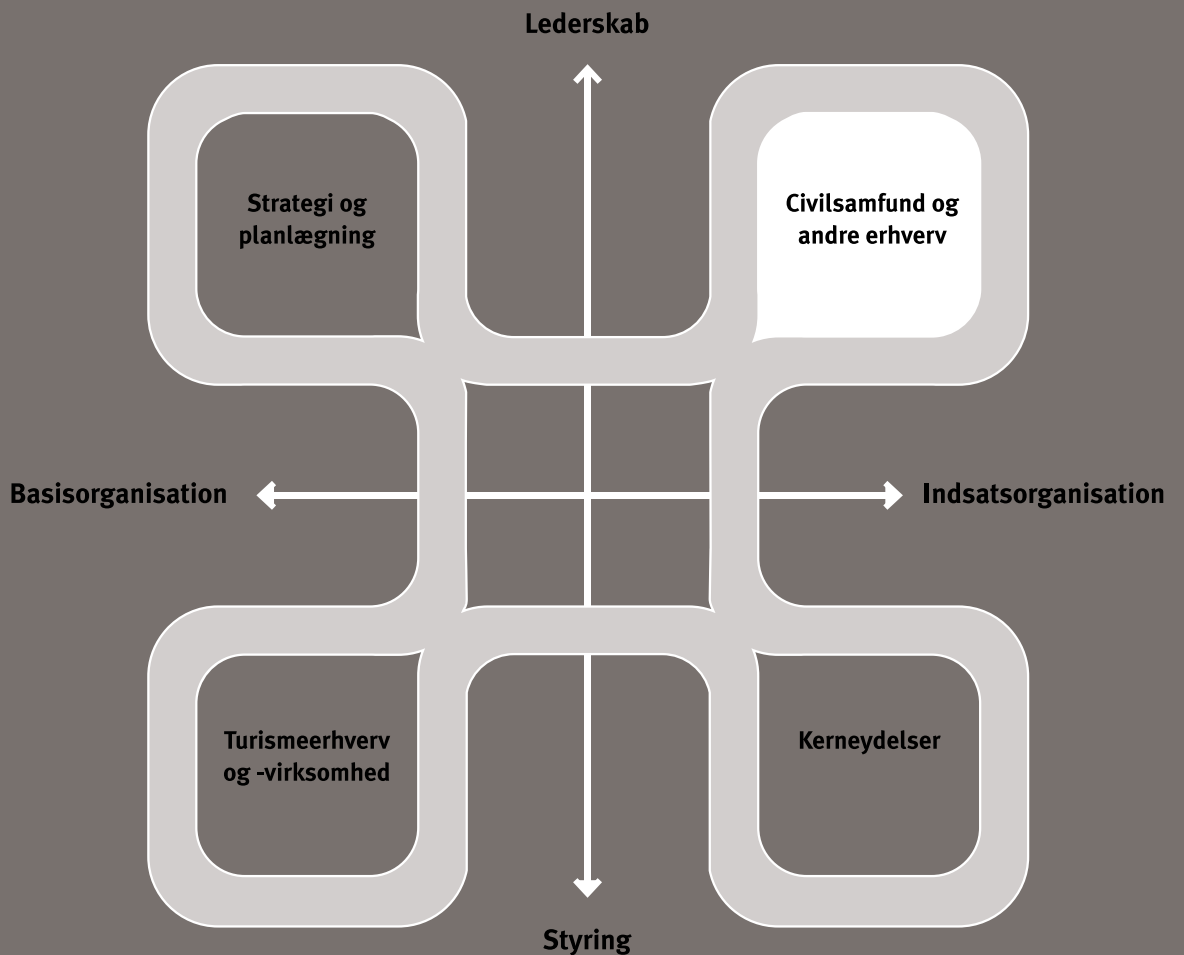 Lederskab
Strategi og
planlægning
Civilsamfund og
andre erhverv
Basisorganisation
Indsatsorganisation
Turismeerhverv
og -virksomhed
Kerneydelser
Styring